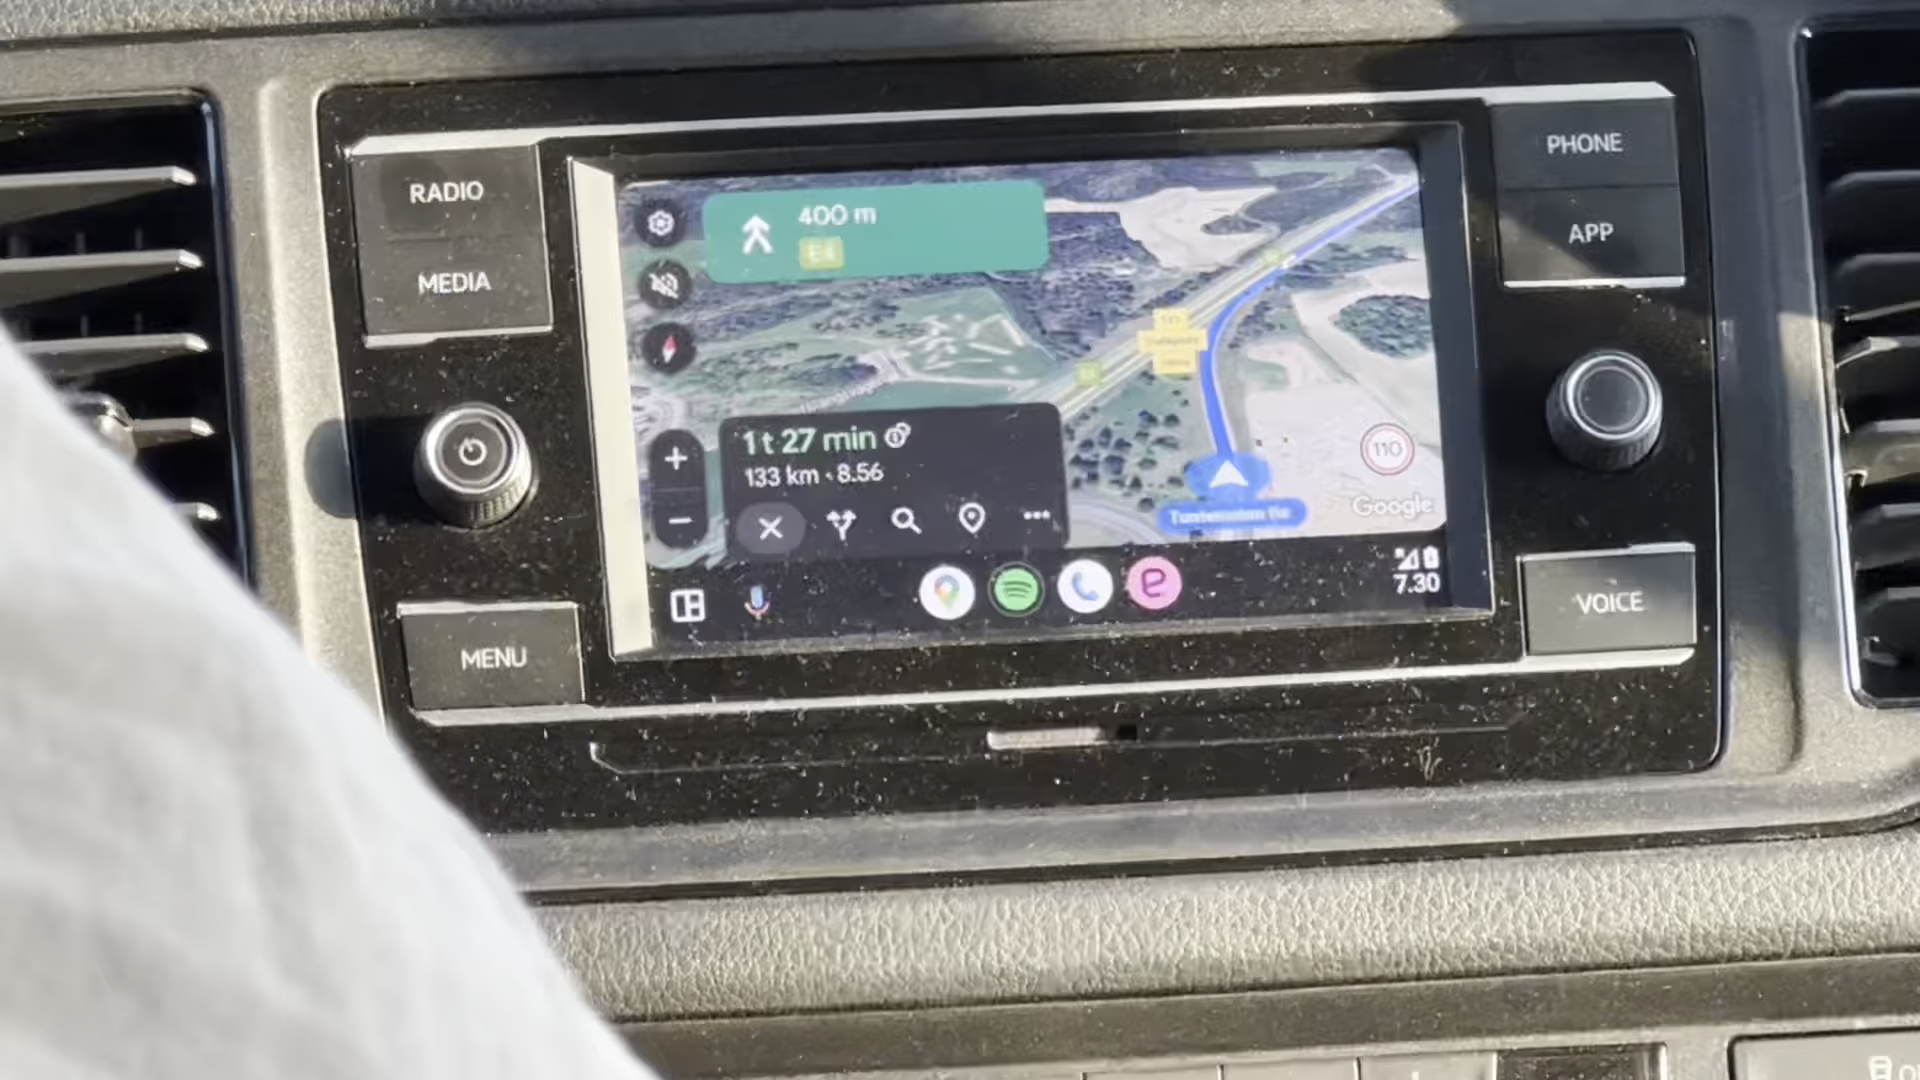 RADIO
MEDIA
MENU
400 m
E4
1 t 27 min
133 km · 8.56
110
Google
7.30
PHONE
APP
VOICE